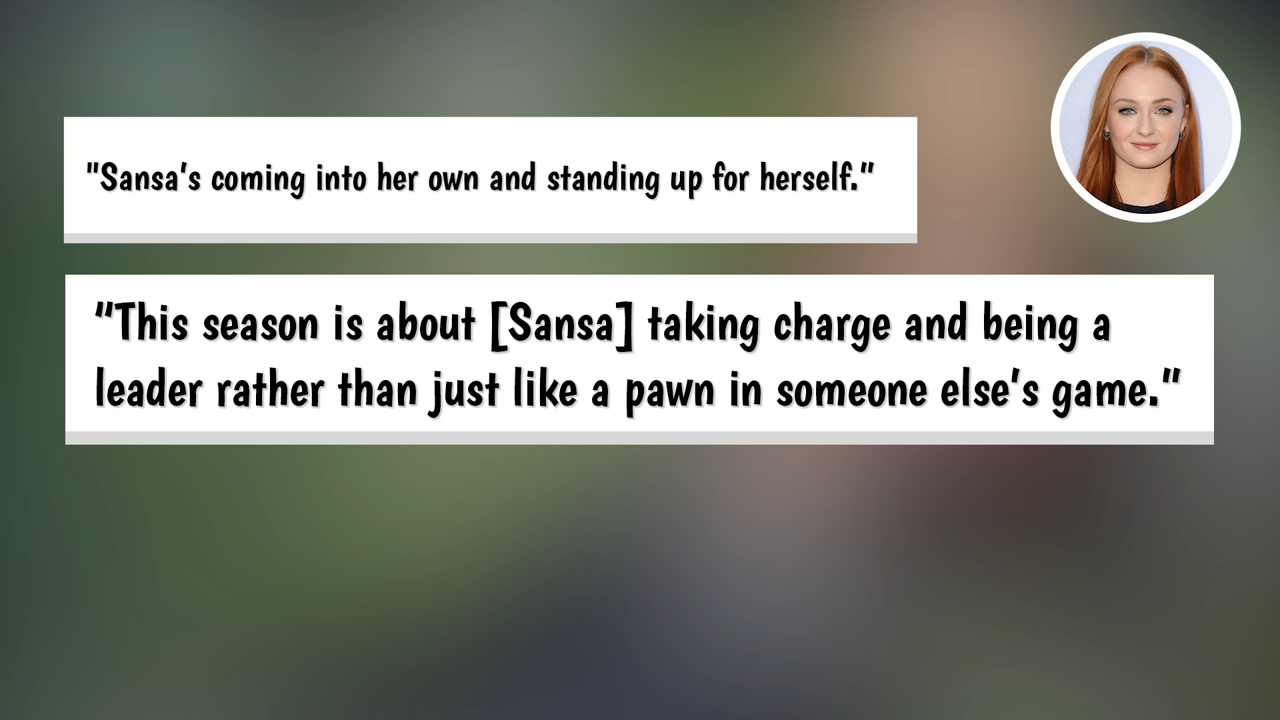 "Sansa's coming into her own and standing up for herself."
"This season is about [Sansa] taking charge and being a
leader rather than just like a pawn in someone else's game."